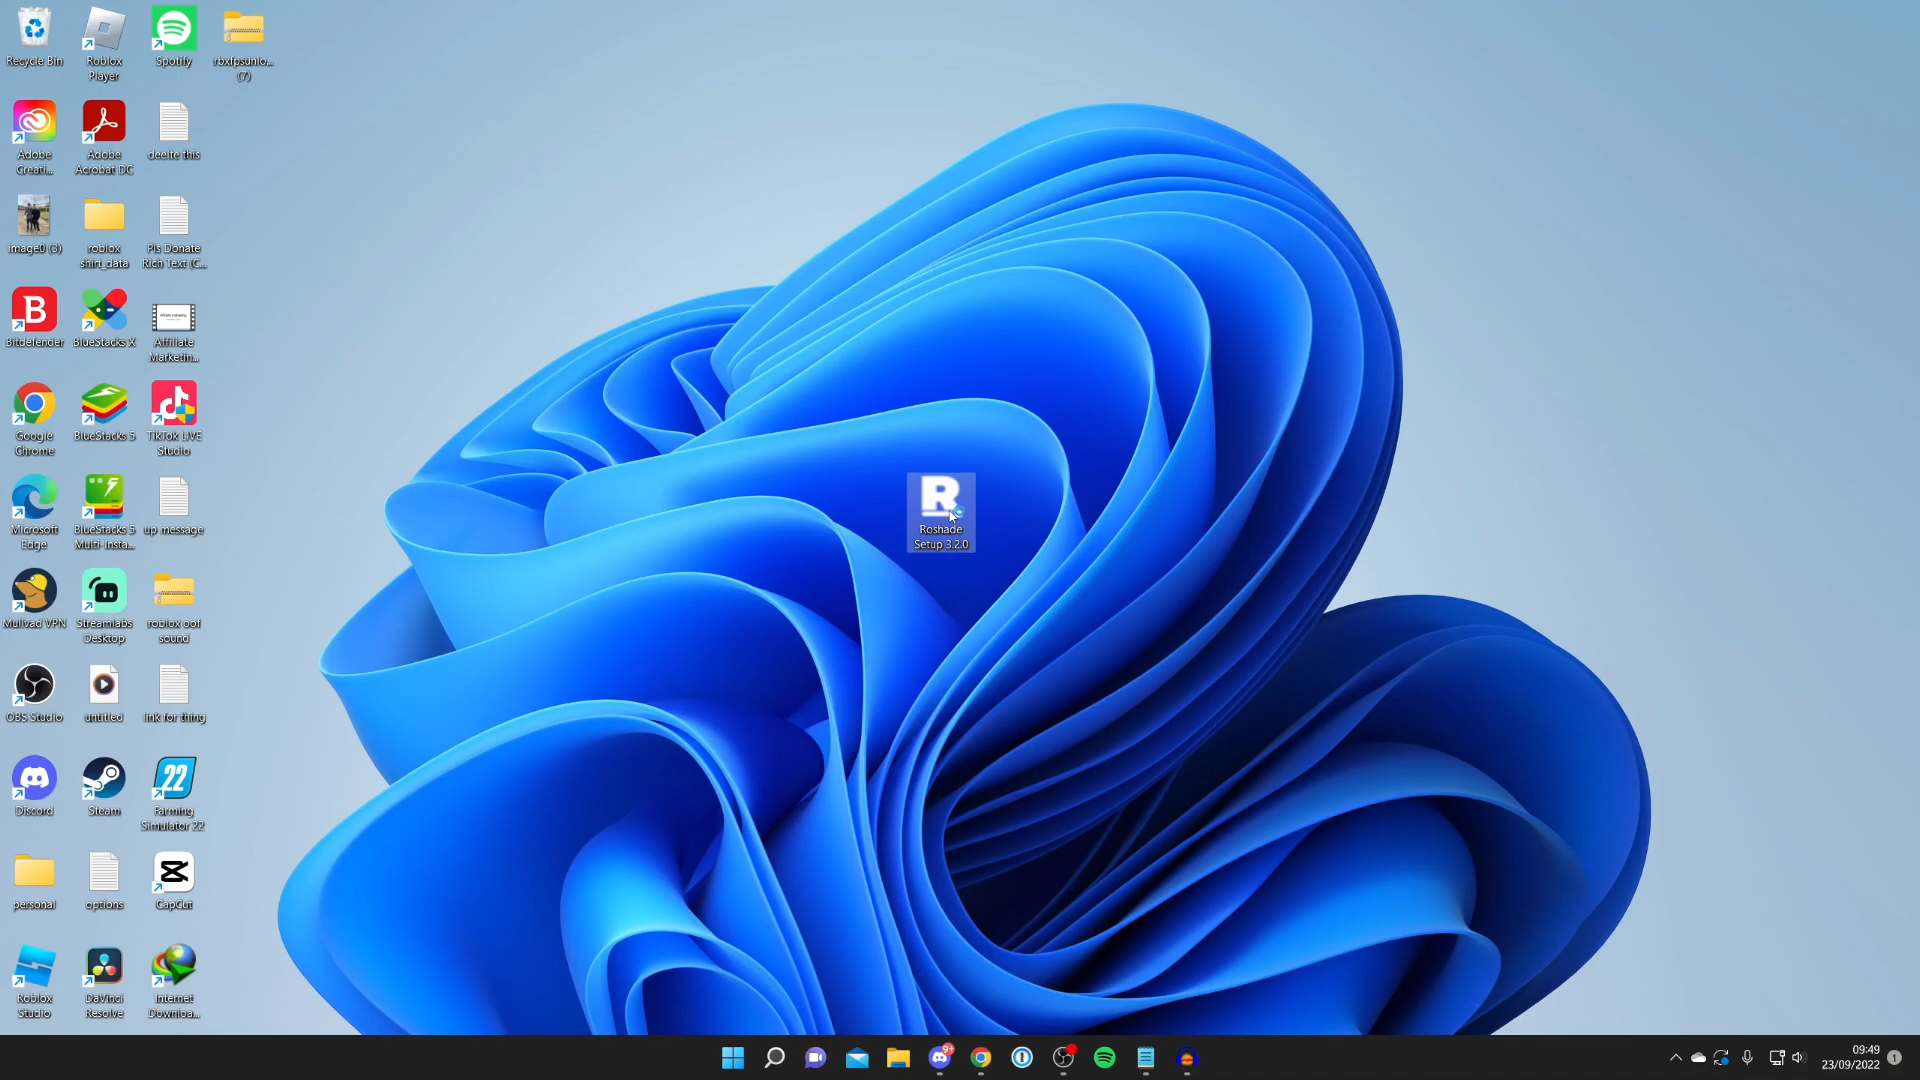 Recycle Bin
Roblox
Player
Spotify
rbxfpsunlo...
(7)
Adobe
Creati...
Adobe
Acrobat DC
deelte this
image0 (3)
roblox
shirt_data
Pls Donate
Rich Text (C...
B
Bitdefender
BlueStacks X
Affiliate
Marketin...
Google
Chrome
BlueStacks 5
TikTok LIVE
Studio
Microsoft
Edge
BlueStacks 5
Multi-Insta...
up message
R
Roshade
Setup 3.2.0
Mullvad VPN
Streamlabs
Desktop
roblox oof
sound
OBS Studio
untitled
link for thing
Discord
Steam
22
Farming
Simulator 22
personal
options
CapCut
Roblox
Studio
DaVinci
Resolve
Internet
Downloa...
9+
09:49
23/09/2022
1